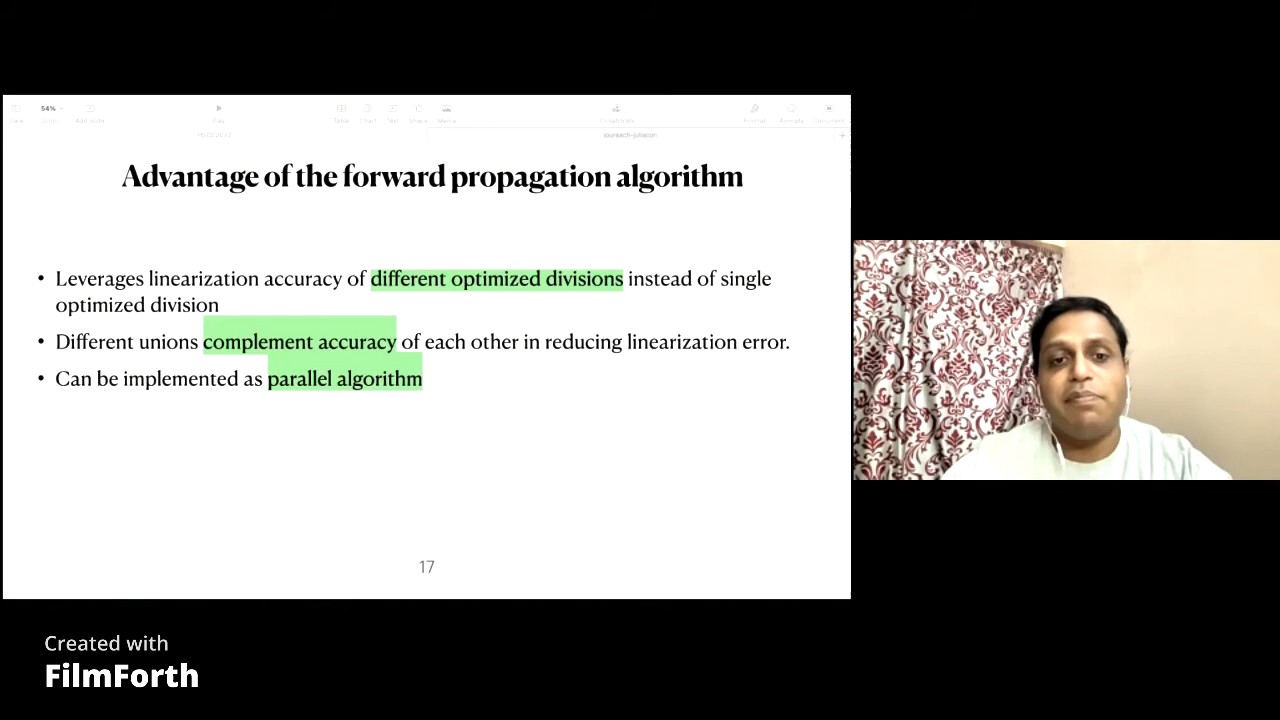 54%
Advantage of the forward propagation algorithm
• Leverages linearization accuracy of different optimized divisions instead of single
optimized division
• Different unions complement accuracy of each other in reducing linearization error.
• Can be implemented as parallel algorithm
17
Created with
FilmForth